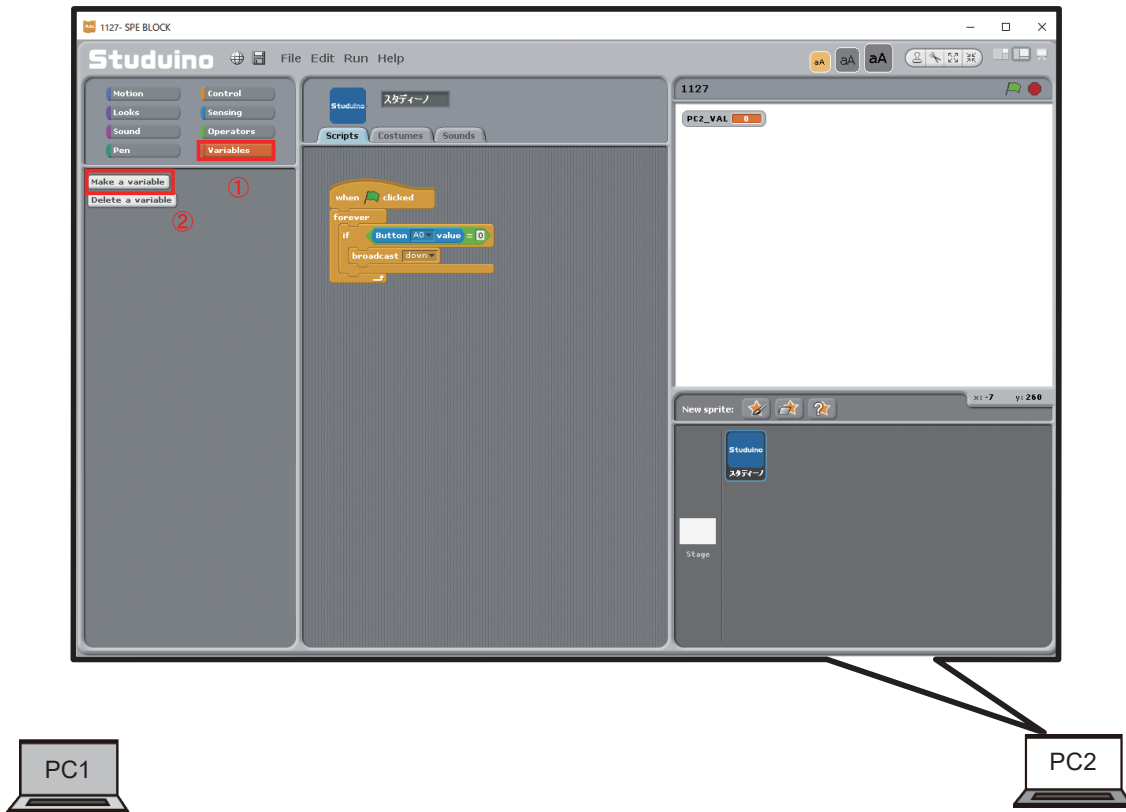 1127- SPE BLOCK
Studuino File Edit Run Help
aA aA aA
Motion Control
Looks Sensing
Sound Operators
Pen Variables
Make a variable
Delete a variable
①
②
Studuino
スタディーノ
Scripts Costumes Sounds
when clicked
forever
if Button A0 value = 0
broadcast down
1127
PC2_VAL 0
x: -7 y: 260
New sprite:
Studuino
スタディーノ
Stage
PC1
PC2